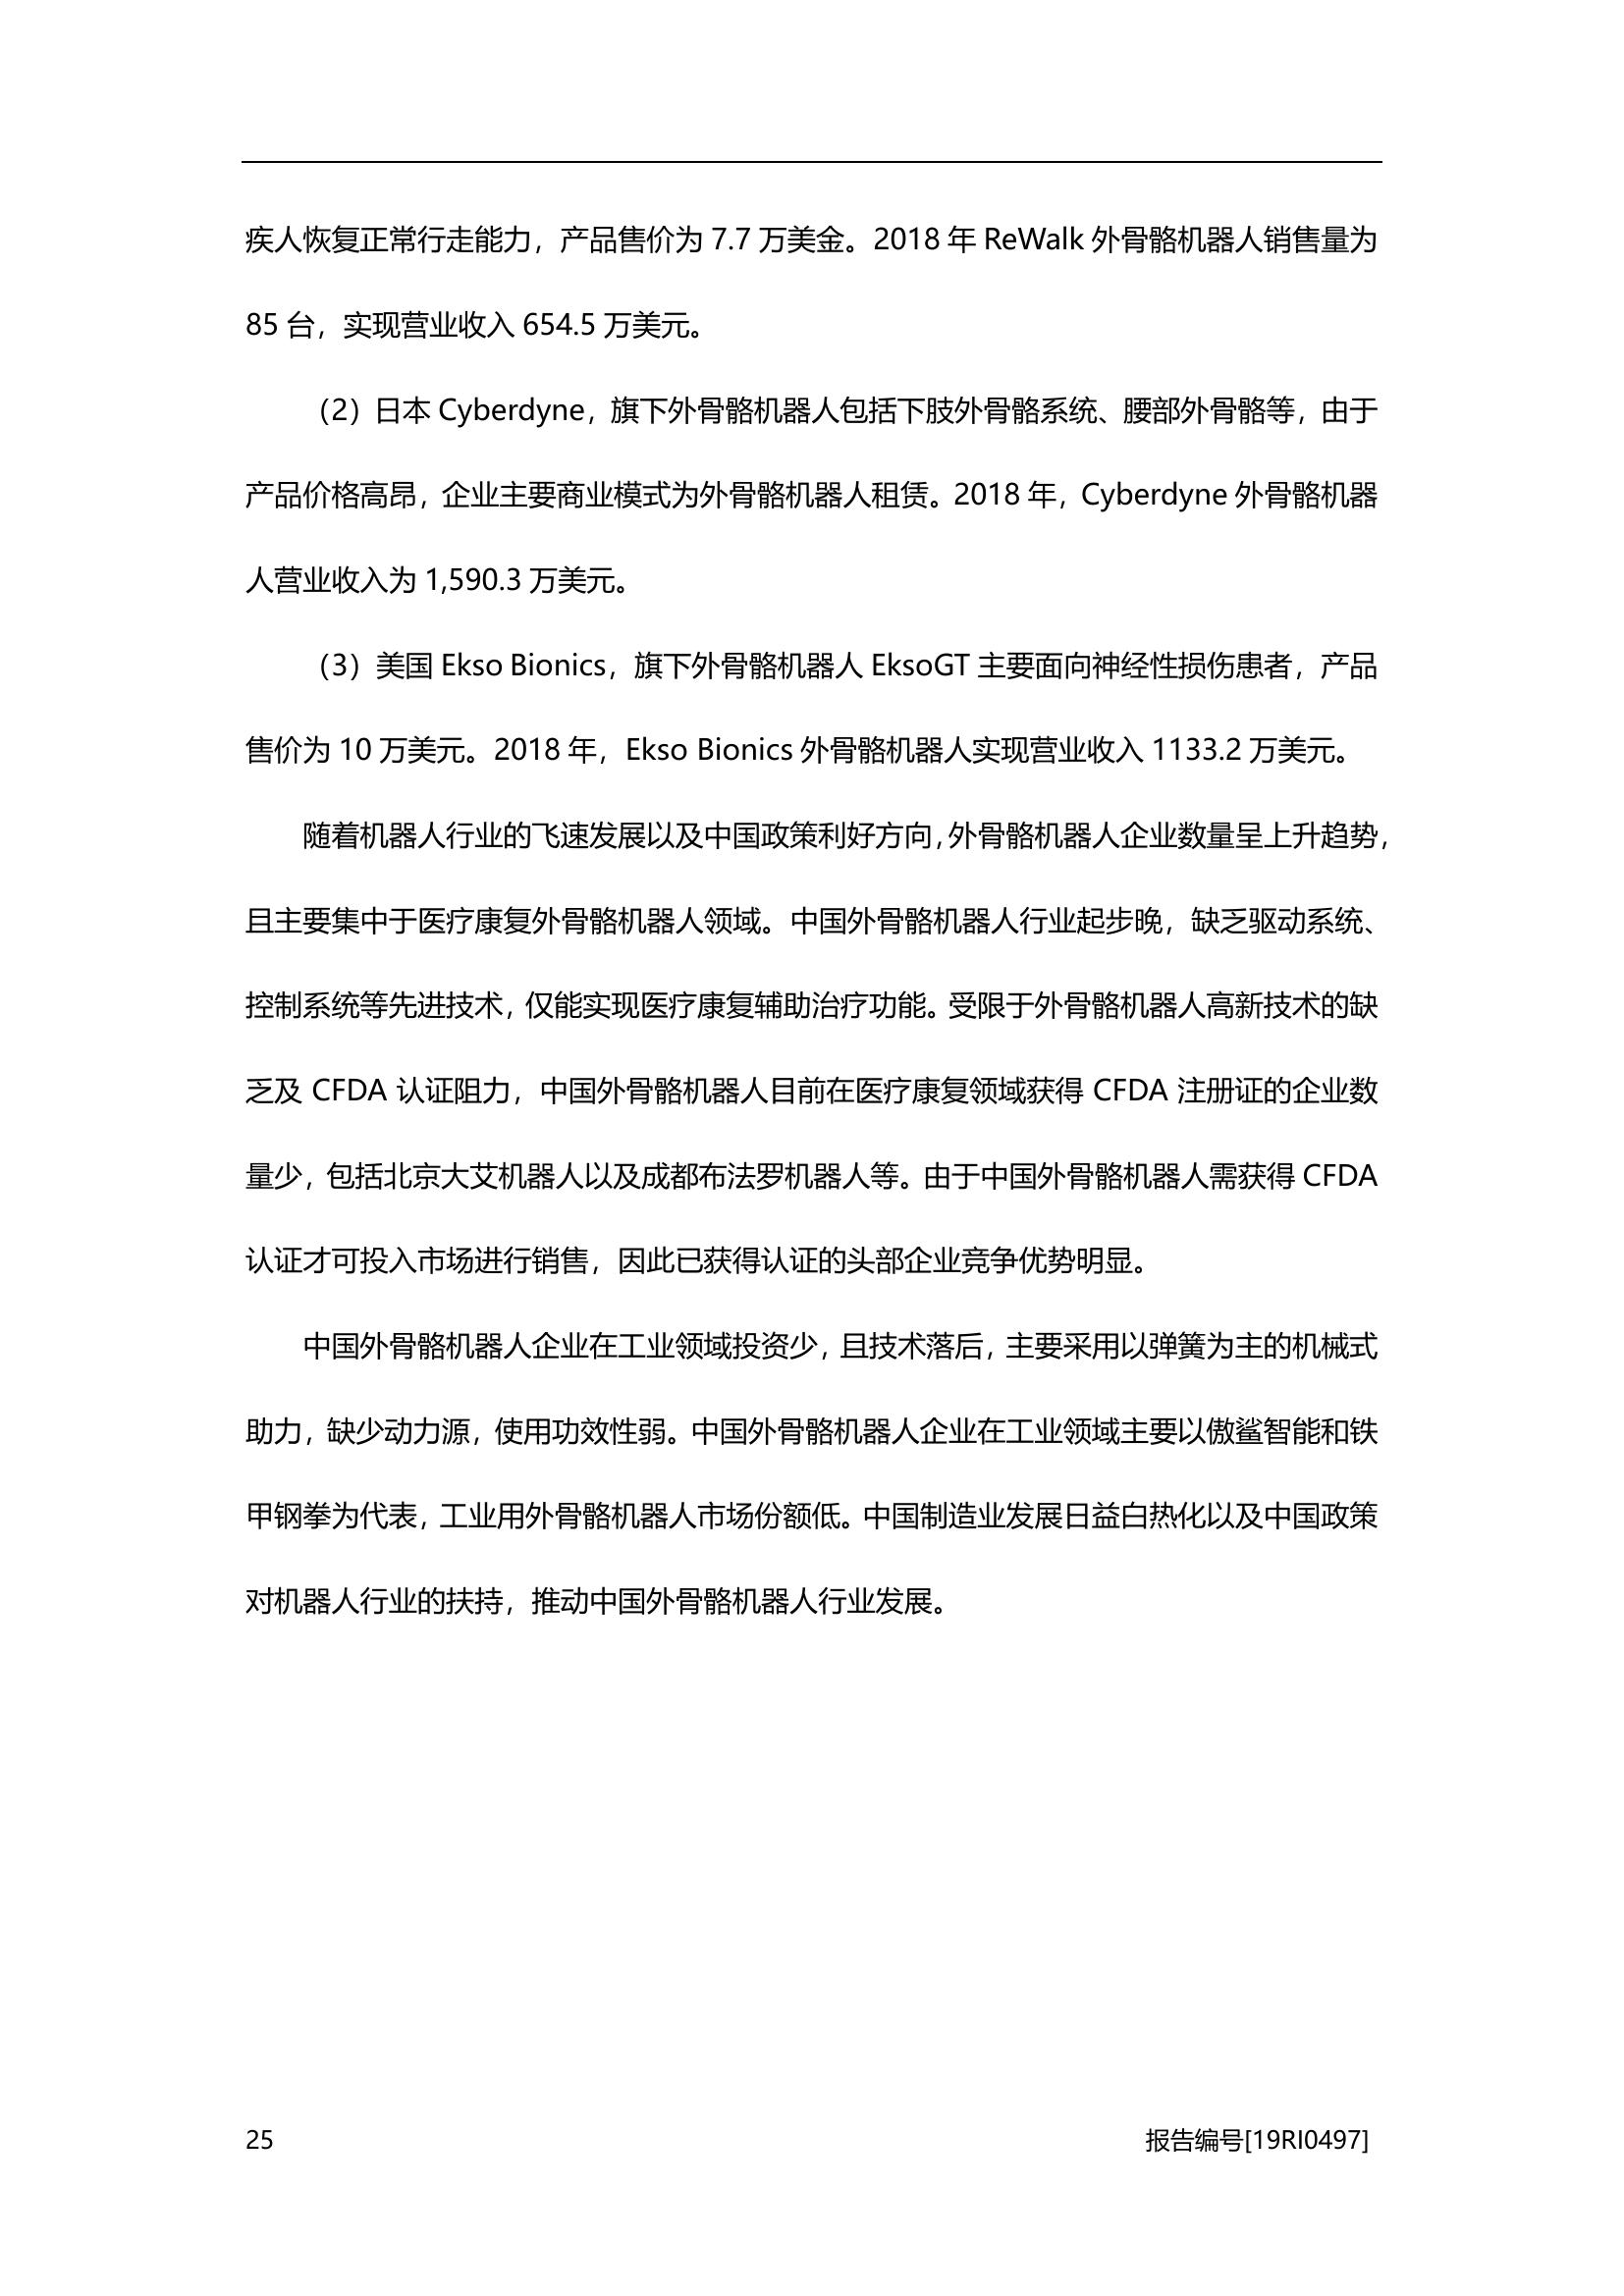 疾人恢复正常行走能力，产品售价为 7.7 万美金。2018 年 ReWalk 外骨骼机器人销售量为
85 台，实现营业收入 654.5 万美元。
（2）日本 Cyberdyne，旗下外骨骼机器人包括下肢外骨骼系统、腰部外骨骼等，由于
产品价格高昂，企业主要商业模式为外骨骼机器人租赁。2018 年，Cyberdyne 外骨骼机器
人营业收入为 1,590.3 万美元。
（3）美国 Ekso Bionics，旗下外骨骼机器人 EksoGT 主要面向神经性损伤患者，产品
售价为 10 万美元。2018 年，Ekso Bionics 外骨骼机器人实现营业收入 1133.2 万美元。
随着机器人行业的飞速发展以及中国政策利好方向，外骨骼机器人企业数量呈上升趋势，
且主要集中于医疗康复外骨骼机器人领域。中国外骨骼机器人行业起步晚，缺乏驱动系统、
控制系统等先进技术，仅能实现医疗康复辅助治疗功能。受限于外骨骼机器人高新技术的缺
乏及 CFDA 认证阻力，中国外骨骼机器人目前在医疗康复领域获得 CFDA 注册证的企业数
量少，包括北京大艾机器人以及成都布法罗机器人等。由于中国外骨骼机器人需获得 CFDA
认证才可投入市场进行销售，因此已获得认证的头部企业竞争优势明显。
中国外骨骼机器人企业在工业领域投资少，且技术落后，主要采用以弹簧为主的机械式
助力，缺少动力源，使用功效性弱。中国外骨骼机器人企业在工业领域主要以傲鲨智能和铁
甲钢拳为代表，工业用外骨骼机器人市场份额低。中国制造业发展日益白热化以及中国政策
对机器人行业的扶持，推动中国外骨骼机器人行业发展。
25 报告编号[19RI0497]